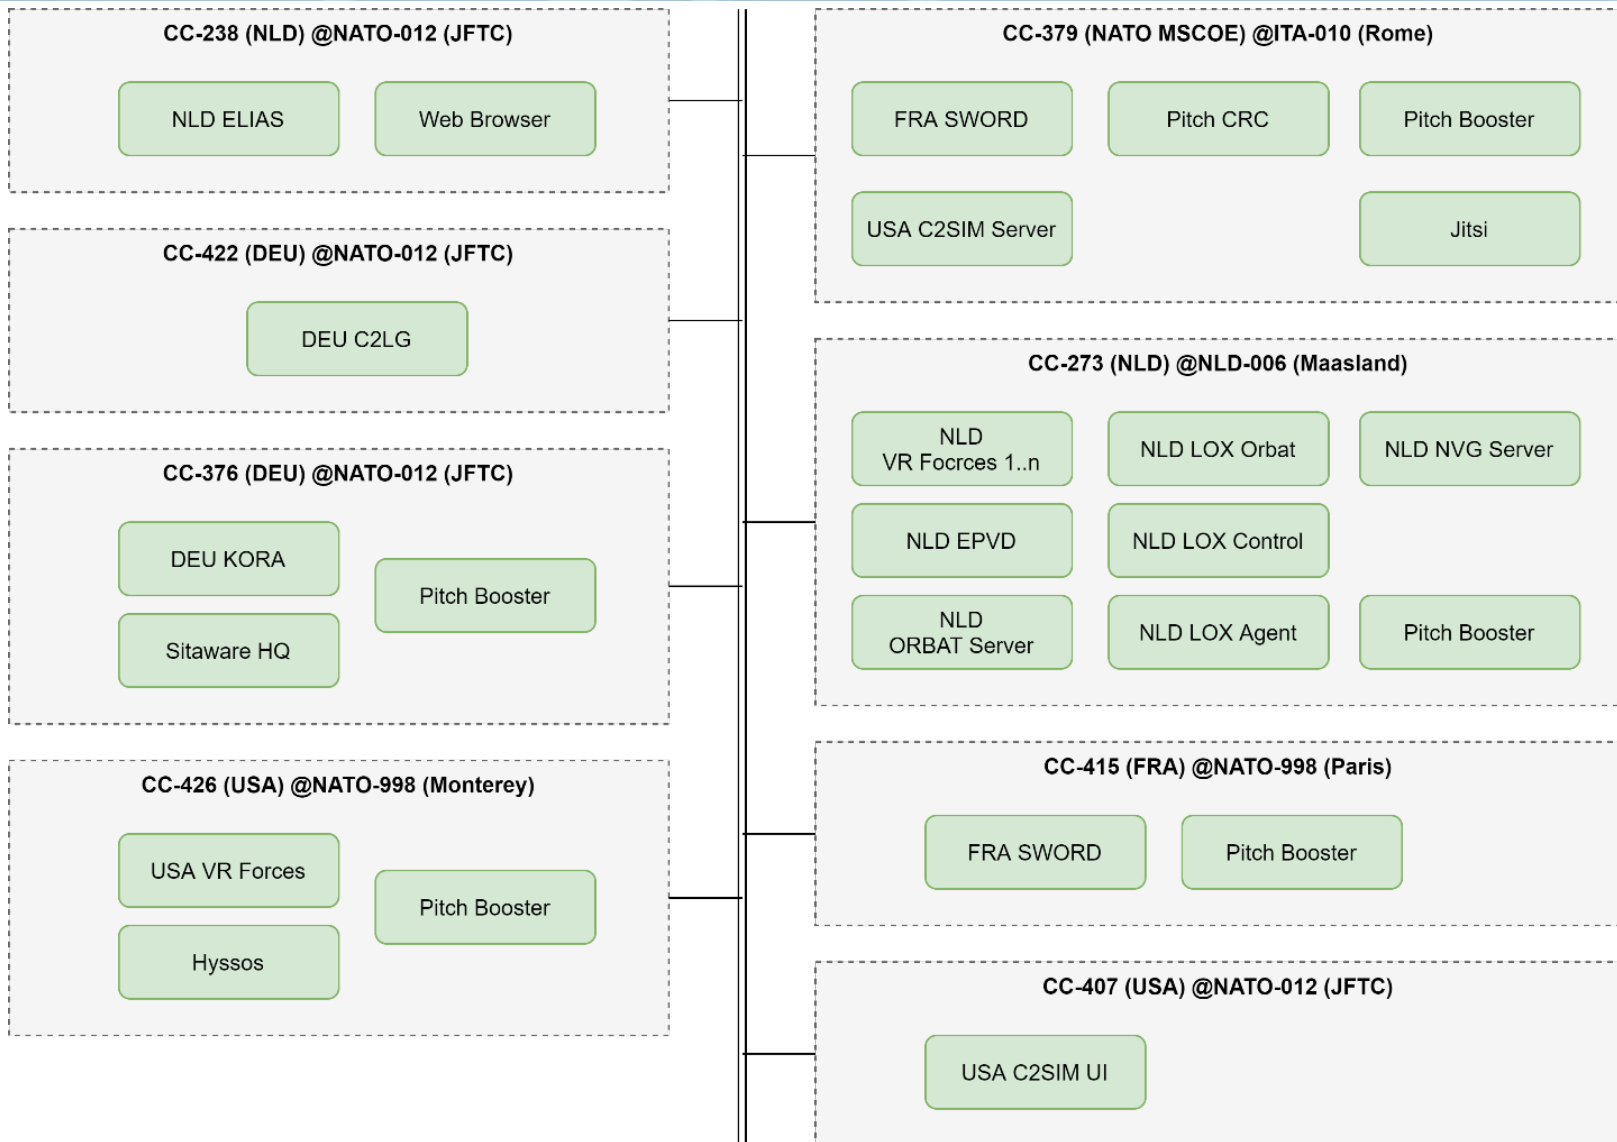 CC-238 (NLD) @NATO-012 (JFTC)
NLD ELIAS
Web Browser
CC-422 (DEU) @NATO-012 (JFTC)
DEU C2LG
CC-376 (DEU) @NATO-012 (JFTC)
DEU KORA
Pitch Booster
Sitaware HQ
CC-426 (USA) @NATO-998 (Monterey)
USA VR Forces
Pitch Booster
Hyssos
CC-379 (NATO MSCOE) @ITA-010 (Rome)
FRA SWORD
Pitch CRC
Pitch Booster
USA C2SIM Server
Jitsi
CC-273 (NLD) @NLD-006 (Maasland)
NLD
VR Focrces 1..n
NLD LOX Orbat
NLD NVG Server
NLD EPVD
NLD LOX Control
NLD
ORBAT Server
NLD LOX Agent
Pitch Booster
CC-415 (FRA) @NATO-998 (Paris)
FRA SWORD
Pitch Booster
CC-407 (USA) @NATO-012 (JFTC)
USA C2SIM UI